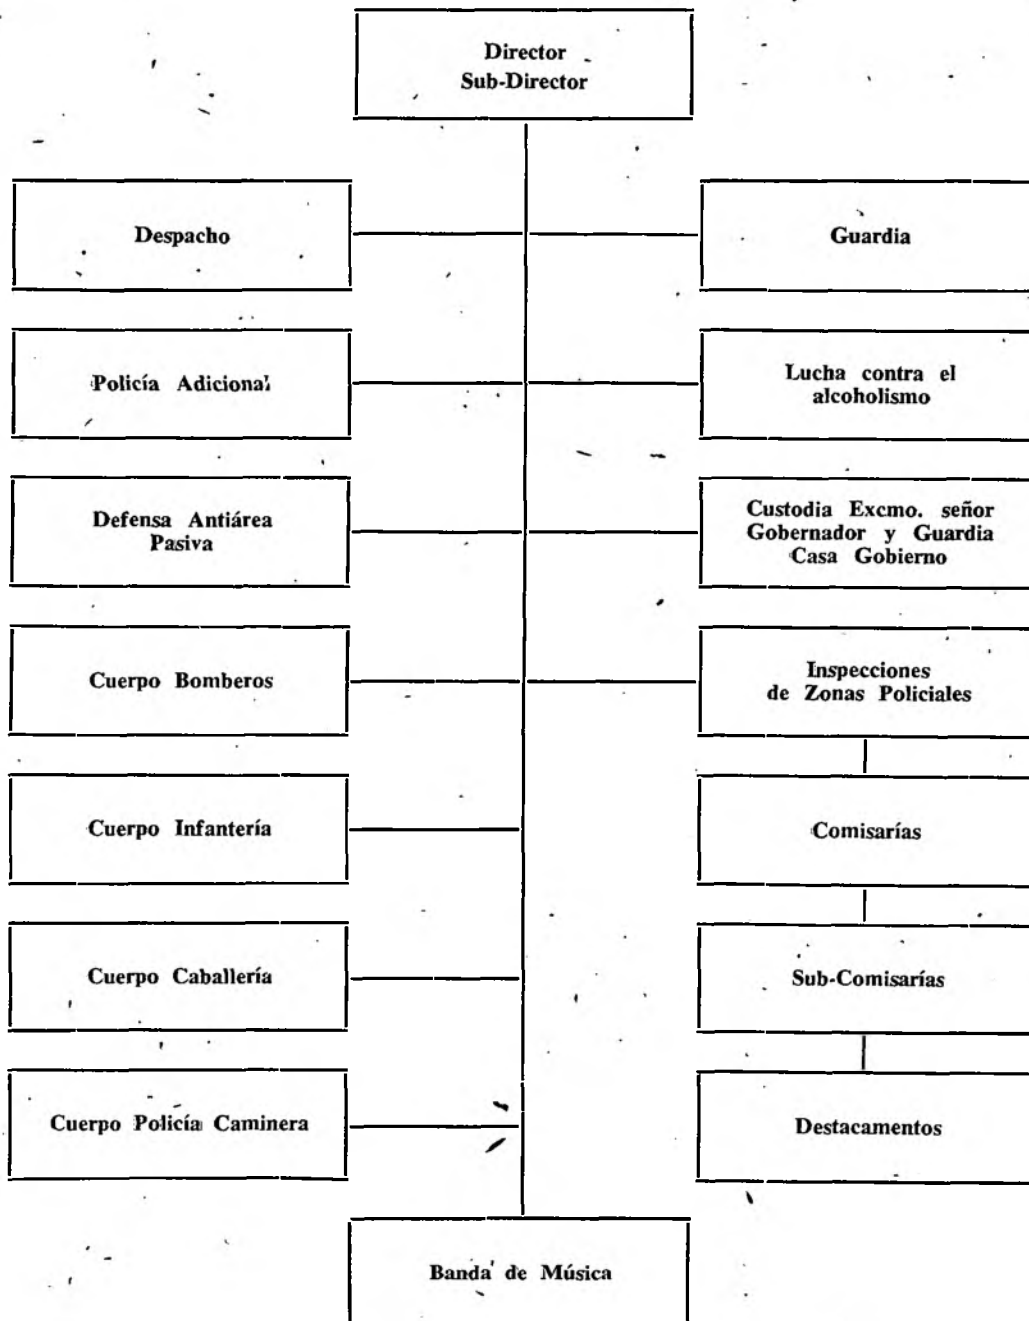 Director
Sub-Director
Despacho
Guardia
Policía Adicional
Lucha contra el
alcoholismo
Defensa Antiárea
Pasiva
Custodia Excmo. señor
Gobernador y Guardia
Casa Gobierno
Cuerpo Bomberos
Inspecciones
de Zonas Policiales
Cuerpo Infantería
Comisarías
Cuerpo Caballería
Sub-Comisarías
Cuerpo Policía Caminera
Destacamentos
Banda de Música